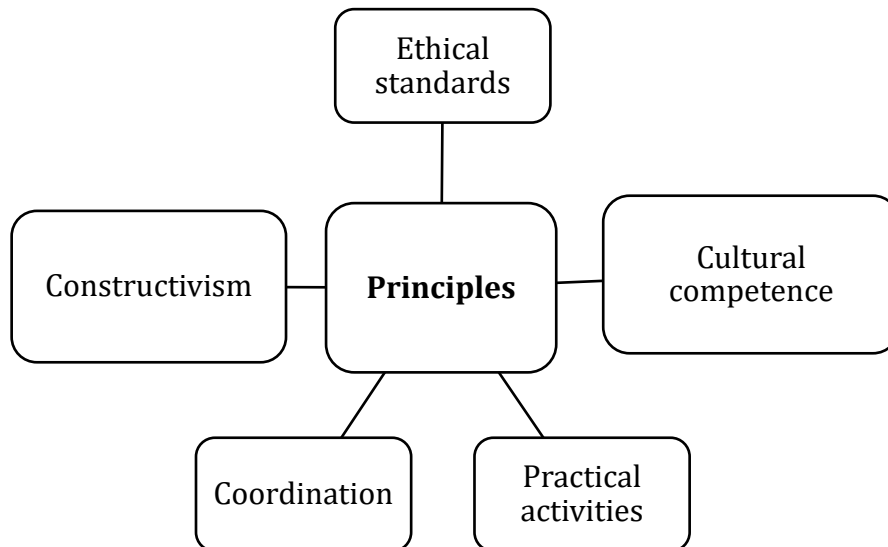 Ethical
standards
Constructivism
Principles
Cultural
competence
Coordination
Practical
activities